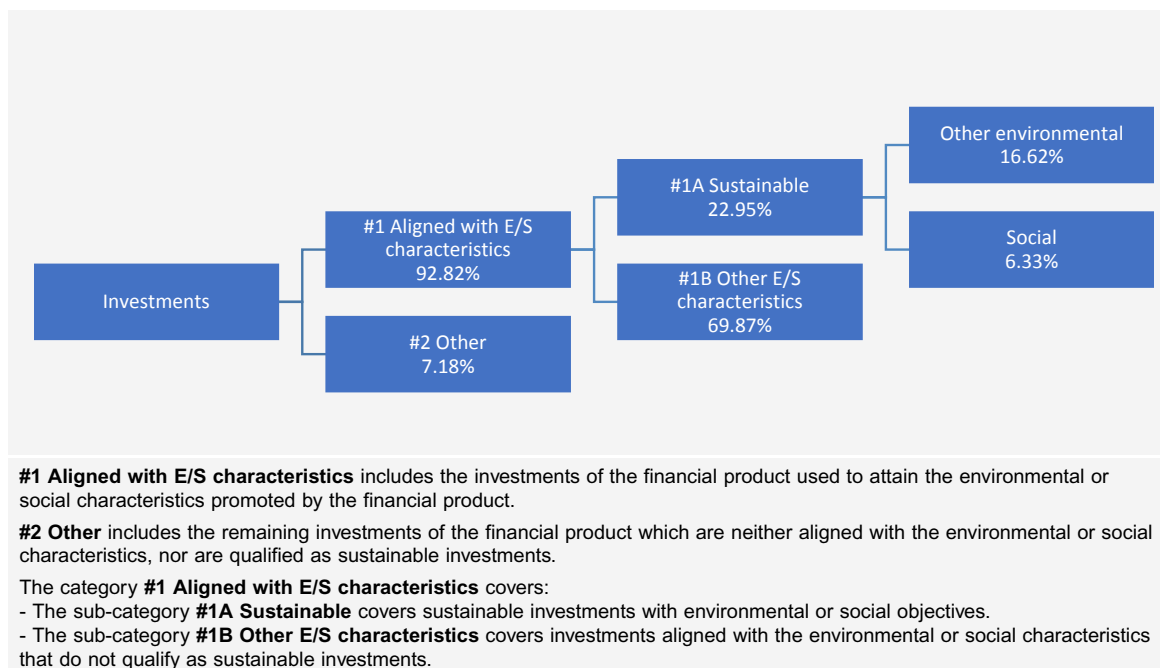 Investments
#1 Aligned with E/S
characteristics
92.82%
#2 Other
7.18%
#1A Sustainable
22.95%
#1B Other E/S
characteristics
69.87%
Other environmental
16.62%
Social
6.33%
#1 Aligned with E/S characteristics includes the investments of the financial product used to attain the environmental or
social characteristics promoted by the financial product.
#2 Other includes the remaining investments of the financial product which are neither aligned with the environmental or social
characteristics, nor are qualified as sustainable investments.
The category #1 Aligned with E/S characteristics covers:
- The sub-category #1A Sustainable covers sustainable investments with environmental or social objectives.
- The sub-category #1B Other E/S characteristics covers investments aligned with the environmental or social characteristics
that do not qualify as sustainable investments.